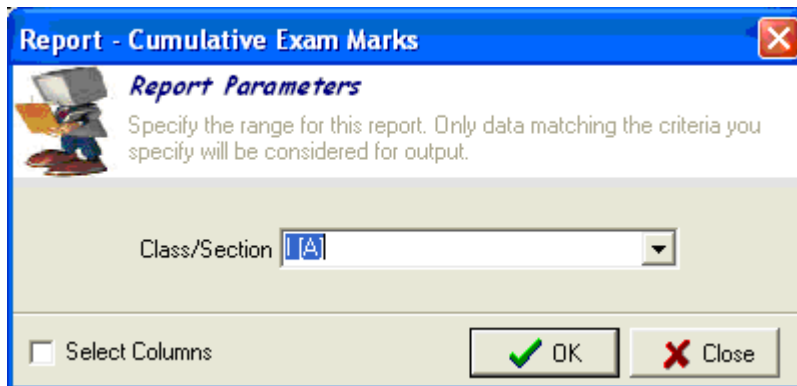 Report - Cumulative Exam Marks
Report Parameters
Specify the range for this report. Only data matching the criteria you
specify will be considered for output.
Class/Section I [A]
Select Columns OK Close